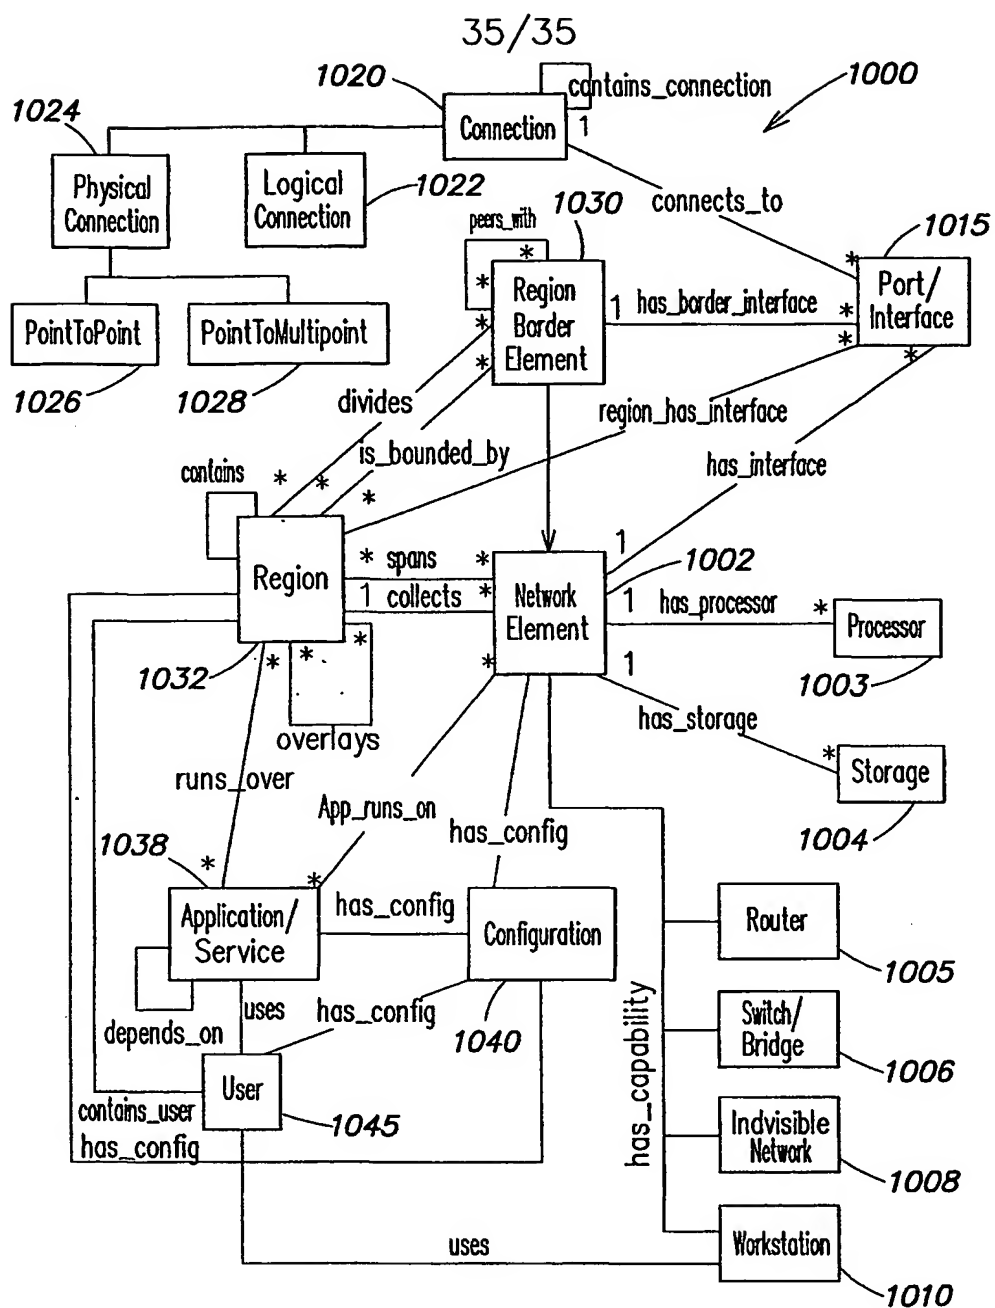 35/35
1020
contains_connection
1000
1024
Connection
1
Physical
Connection
Logical
Connection
1022
1030
connects_to
1015
peers_with
*
*
Region
Border
Element
1
has_border_interface
*
*
Port/
Interface
PointToPoint
PointToMultipoint
*
*
*
*
1026
1028
divides
region_has_interface
is_bounded_by
has_interface
contains
*
*
*
Region
*
spans
*
1
collects
*
Network
Element
1
1002
1
has_processor
*
Processor
1003
1032
*
*
*
*
1
overlays
has_storage
*
Storage
1004
runs_over
App_runs_on
has_config
1038
*
*
Application/
Service
has_config
Configuration
Router
1005
depends_on
uses
has_config
1040
has_capability
Switch/
Bridge
1006
User
contains_user
1045
has_config
Indvisible
Network
1008
uses
Workstation
1010